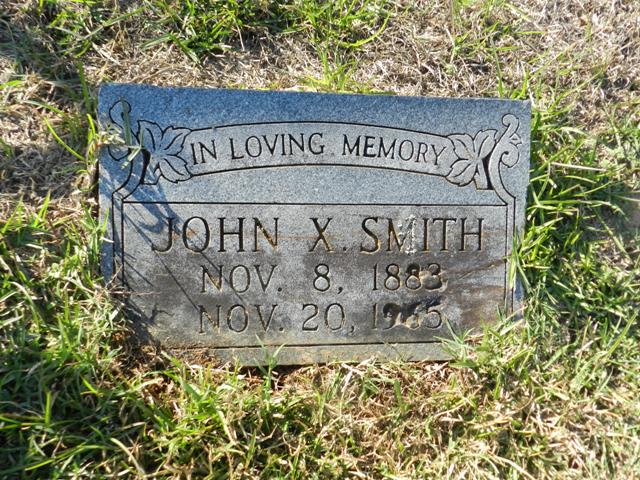 IN LOVING MEMORY
JOHN X. SMITH
NOV. 8, 1883
NOV. 20,